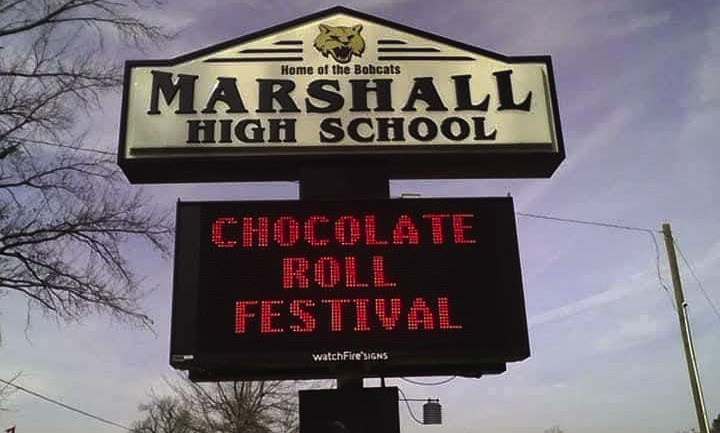 Home of the Bobcats
MARSHALL
HIGH SCHOOL
CHOCOLATE
ROLL
FESTIVAL
watchFire SIGNS